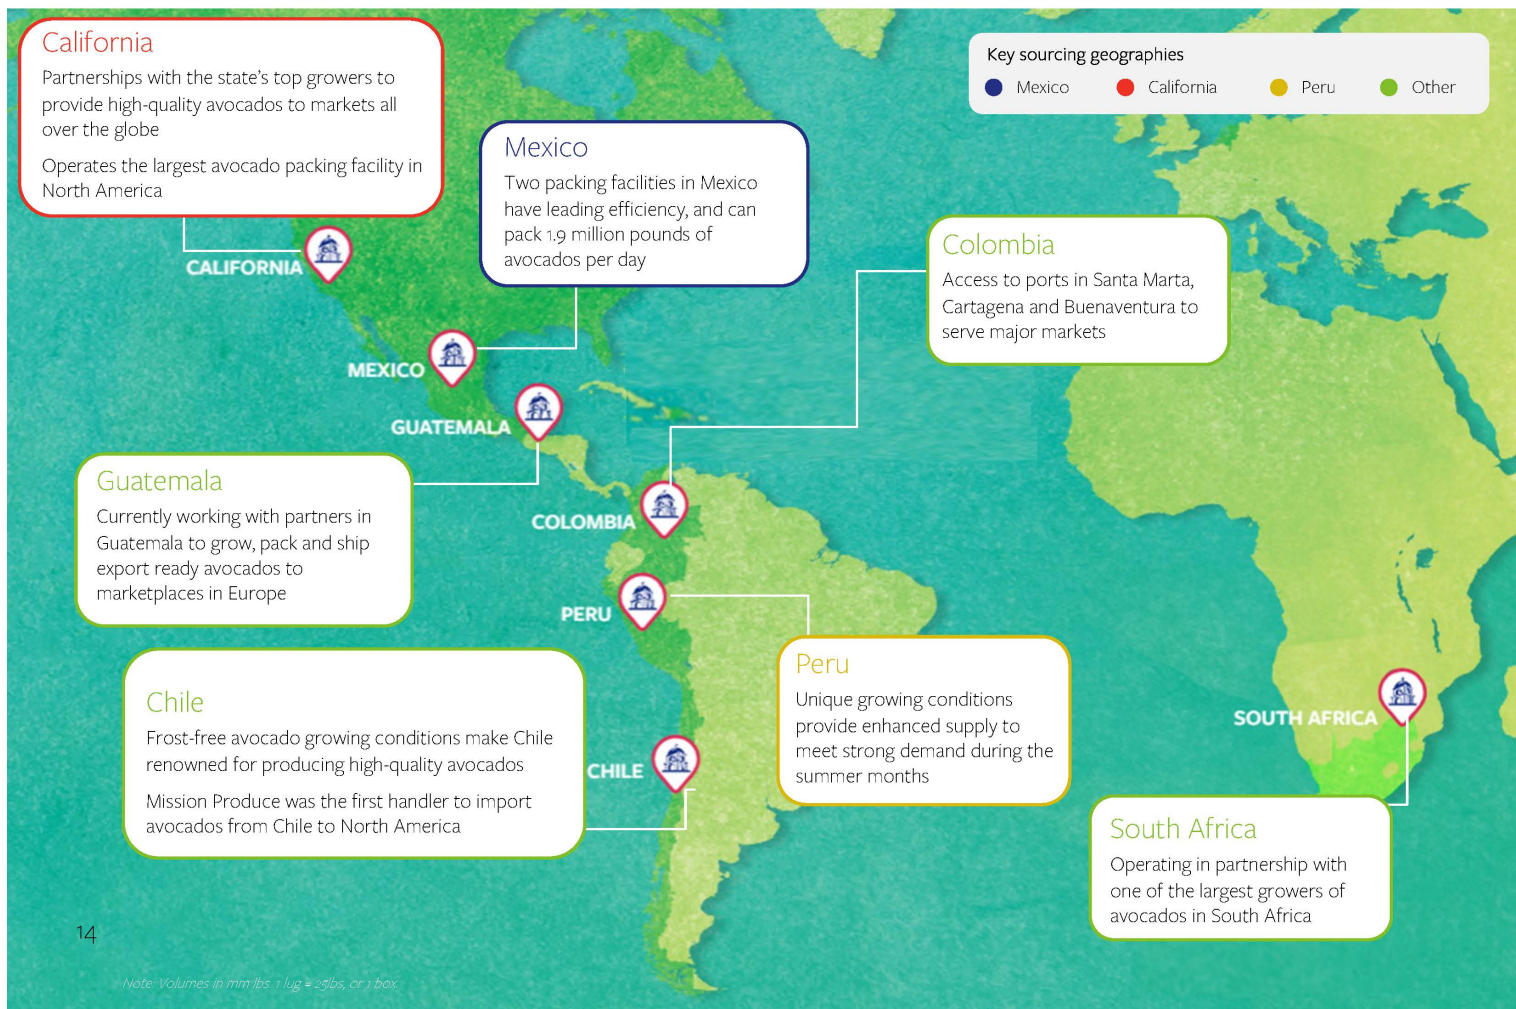 California
Partnerships with the state's top growers to
provide high-quality avocados to markets all
over the globe
Operates the largest avocado packing facility in
North America
Key sourcing geographies
Mexico
California
Peru
Other
Mexico
Two packing facilities in Mexico
have leading efficiency, and can
pack 1.9 million pounds of
avocados per day
Colombia
Access to ports in Santa Marta,
Cartagena and Buenaventura to
serve major markets
CALIFORNIA
MEXICO
GUATEMALA
Guatemala
Currently working with partners in
Guatemala to grow, pack and ship
export ready avocados to
marketplaces in Europe
COLOMBIA
PERU
Peru
Unique growing conditions
provide enhanced supply to
meet strong demand during the
summer months
Chile
Frost-free avocado growing conditions make Chile
renowned for producing high-quality avocados
Mission Produce was the first handler to import
avocados from Chile to North America
CHILE
SOUTH AFRICA
South Africa
Operating in partnership with
one of the largest growers of
avocados in South Africa
14
Note: Volumes in mm lbs. 1 lug = 25lbs, or 1 box.